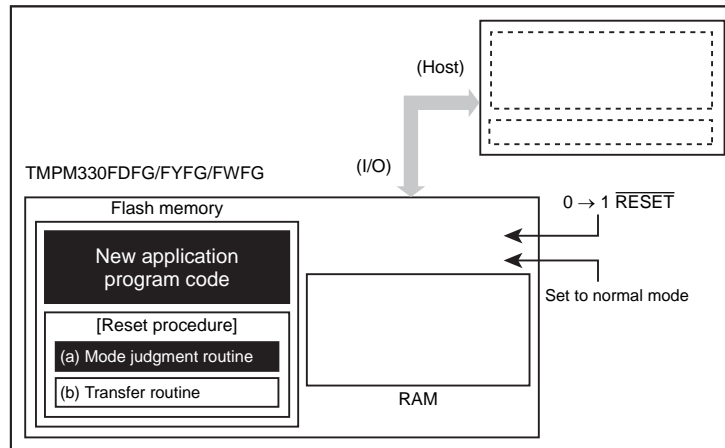 (Host)
(I/O)
TMPM330FDFG/FYFG/FWFG
Flash memory
0 → 1 RESET
New application
program code
Set to normal mode
[Reset procedure]
(a) Mode judgment routine
(b) Transfer routine
RAM